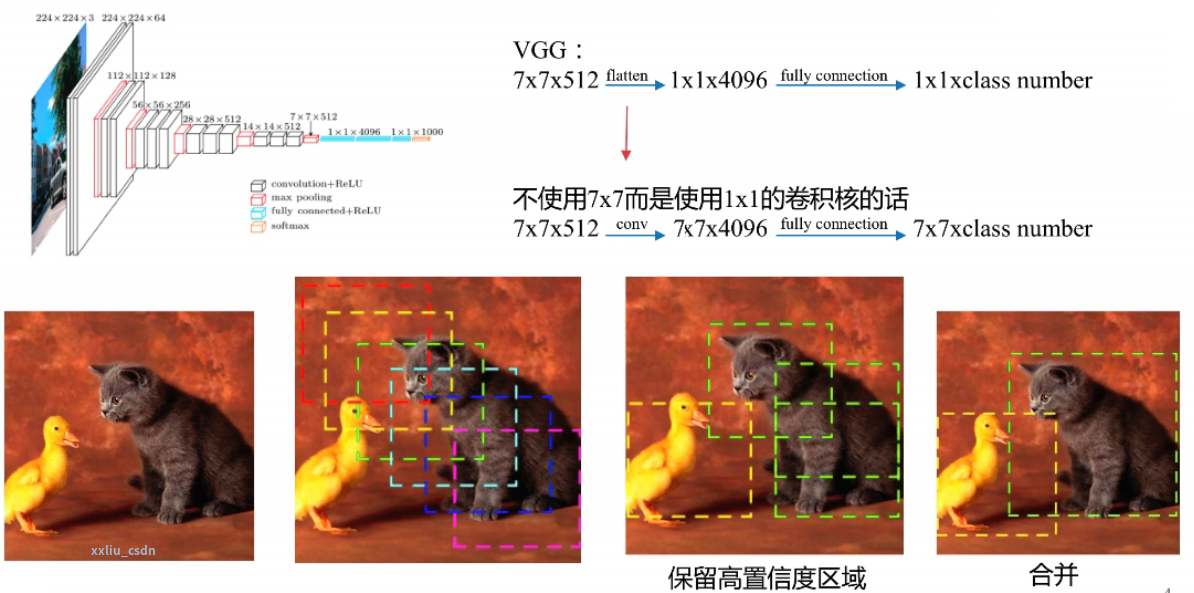 224×224×3 224×224×64
112×112×128
56×56×256
28×28×512
14×14×512
7×7×512
1×1×4096 1×1×1000
convolution+ReLU
max pooling
fully connected+ReLU
softmax
VGG：
7x7x512 flatten 1x1x4096 fully connection 1x1xclass number
不使用7x7而是使用1x1的卷积核的话
7x7x512 conv 7x7x4096 fully connection 7x7xclass number
xxliu_csdn
保留高置信度区域
合并